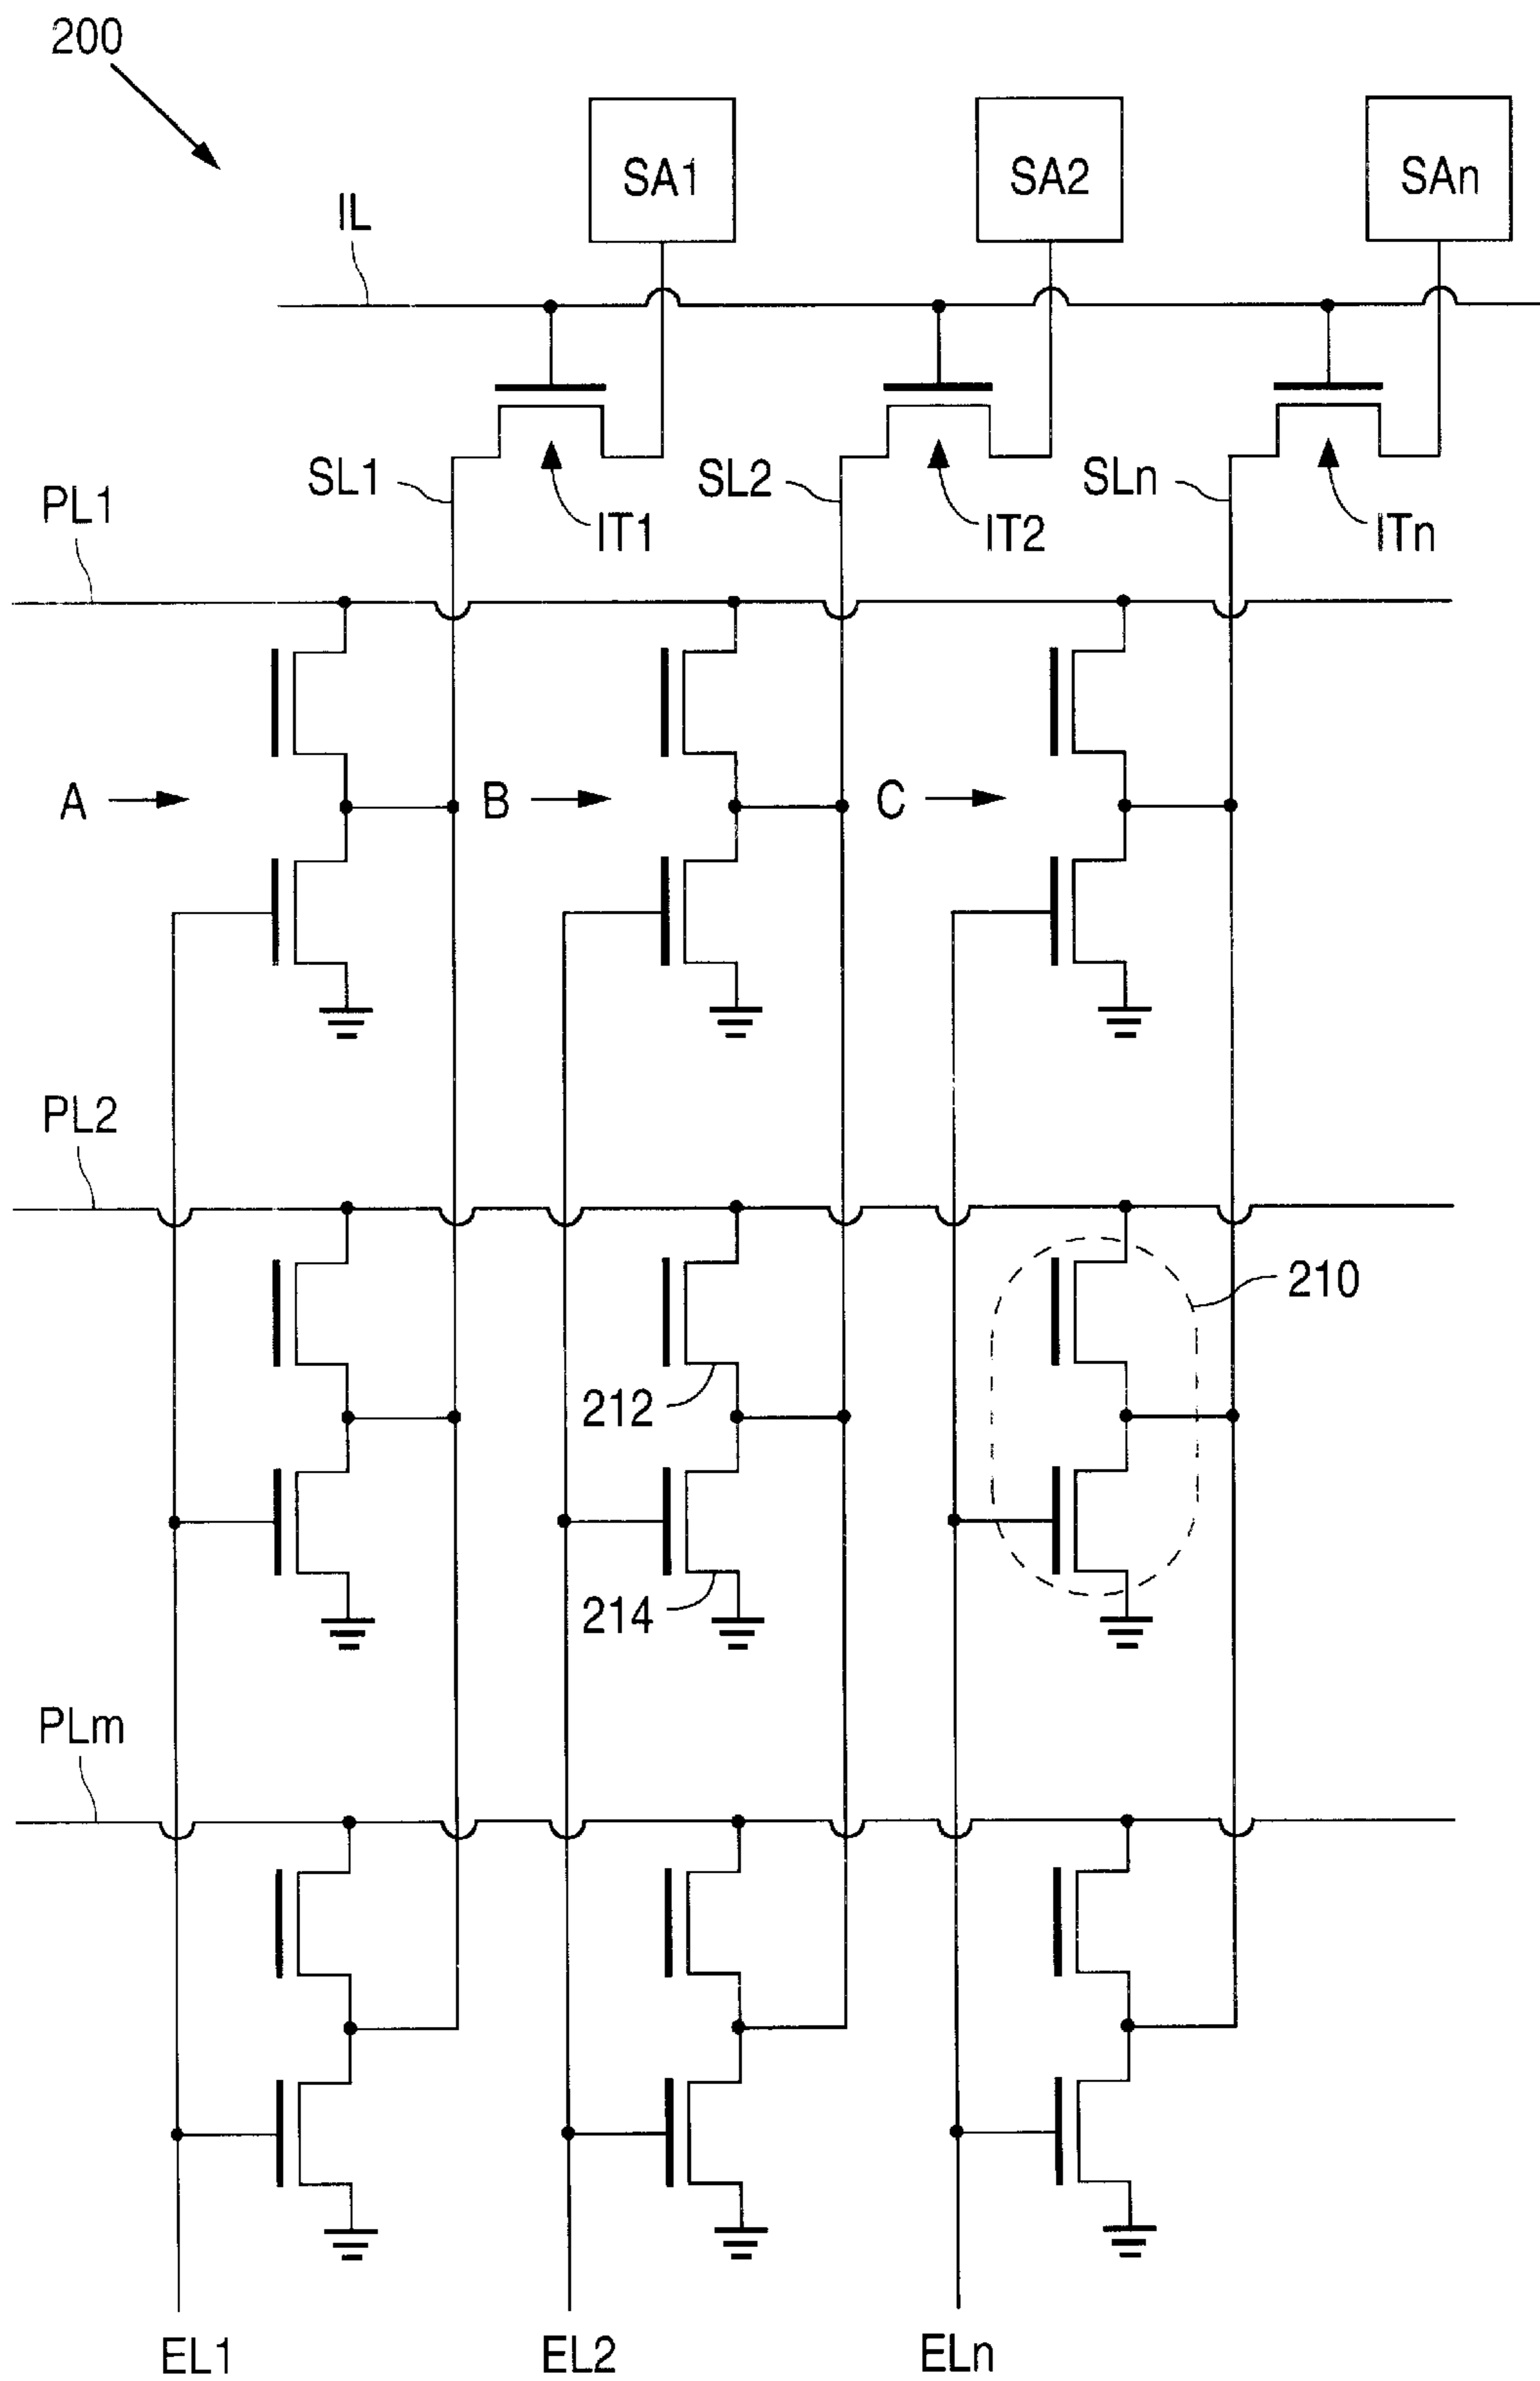 200
SA1
SA2
SAn
IL
SL1
SL2
SLn
PL1
IT1
IT2
ITn
A
B
C
PL2
210
212
214
PLm
EL1
EL2
ELn